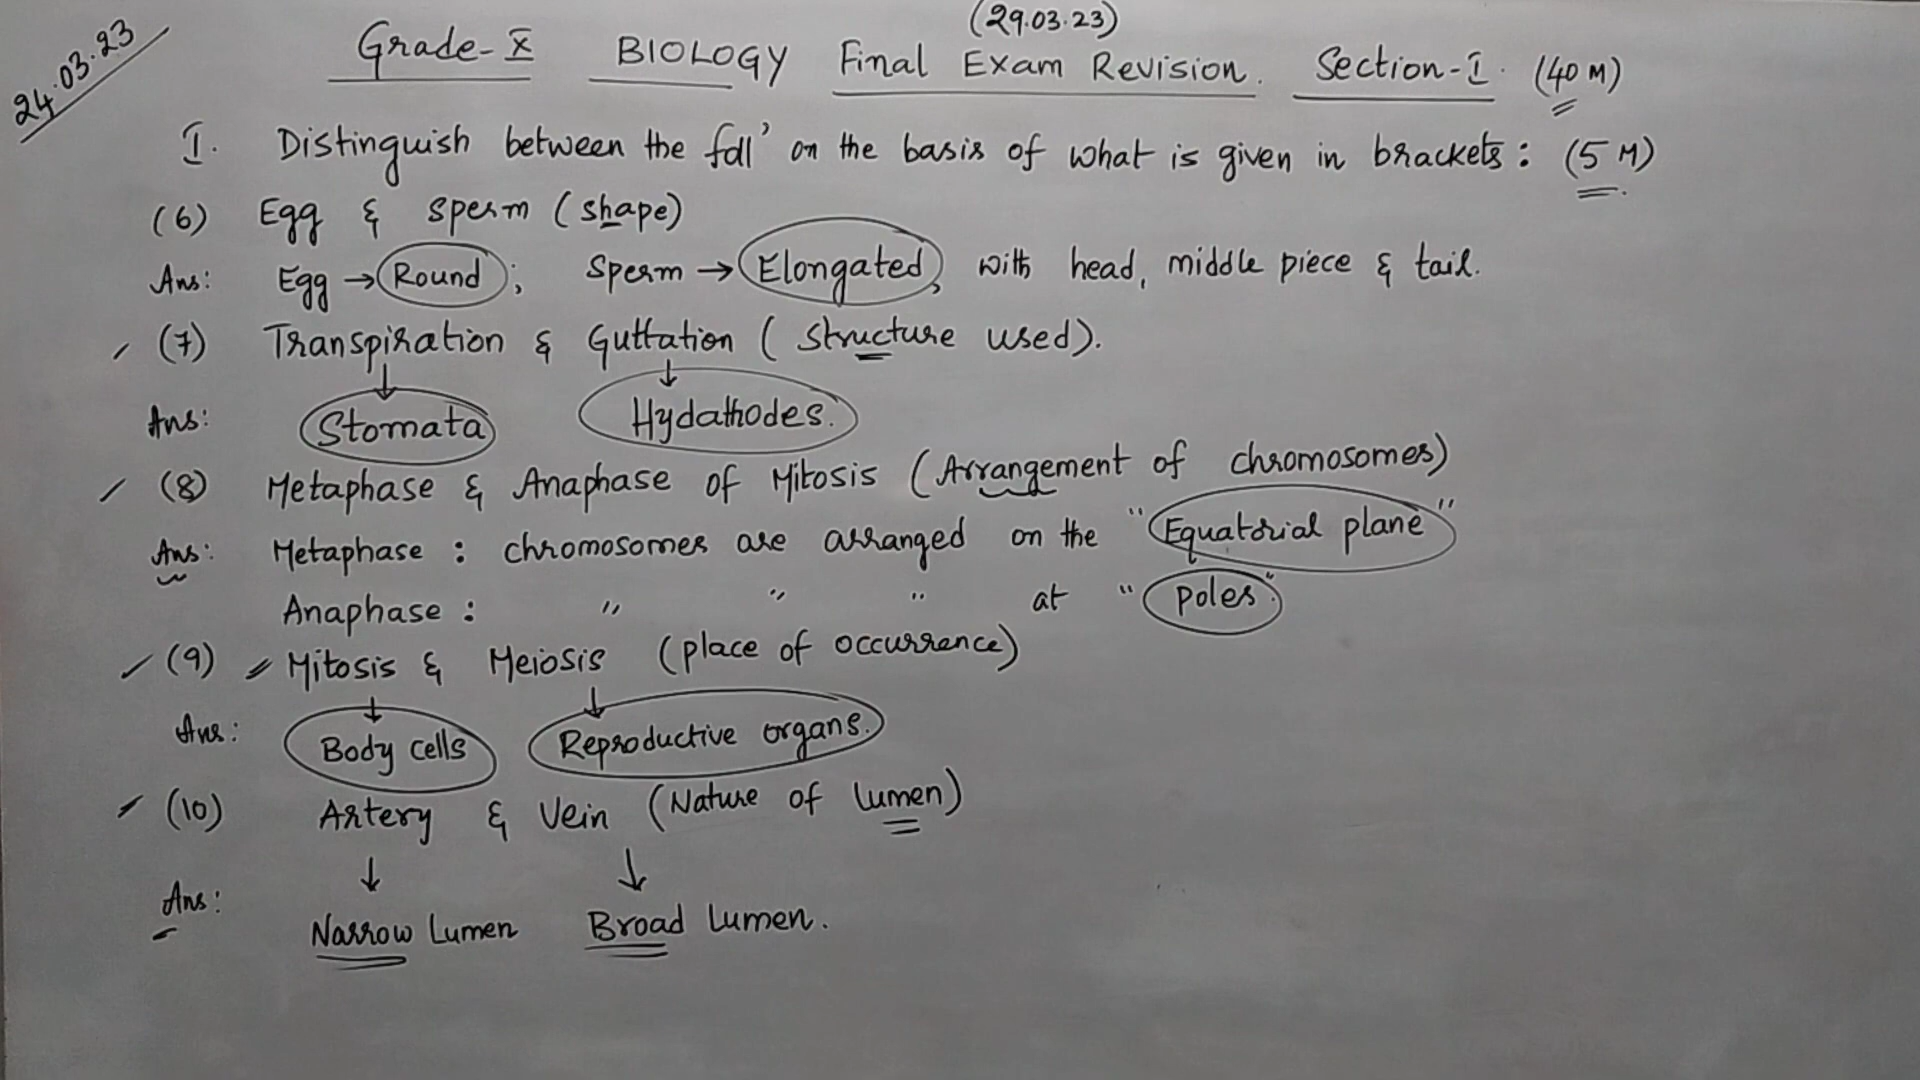 24.03.23
(29.03.23)
Grade-X BIOLOGY Final Exam Revision. Section-I. (40 M)
I. Distinguish between the foll' on the basis of what is given in brackets: (5 M)
(6) Egg & Sperm (shape)
Ans: Egg → Round; Sperm → Elongated, with head, middle piece & tail.
(7) Transpiration & Guttation (Structure used).
↓ ↓
Ans: Stomata Hydathodes.
(8) Metaphase & Anaphase of Mitosis (Arrangement of chromosomes)
Ans: Metaphase : chromosomes are arranged on the "Equatorial plane"
Anaphase : " " " at "poles"
(9) Mitosis & Meiosis (place of occurrence)
↓ ↓
Ans: Body cells Reproductive organs.
(10) Artery & Vein (Nature of lumen)
↓ ↓
Ans: Narrow Lumen Broad Lumen.